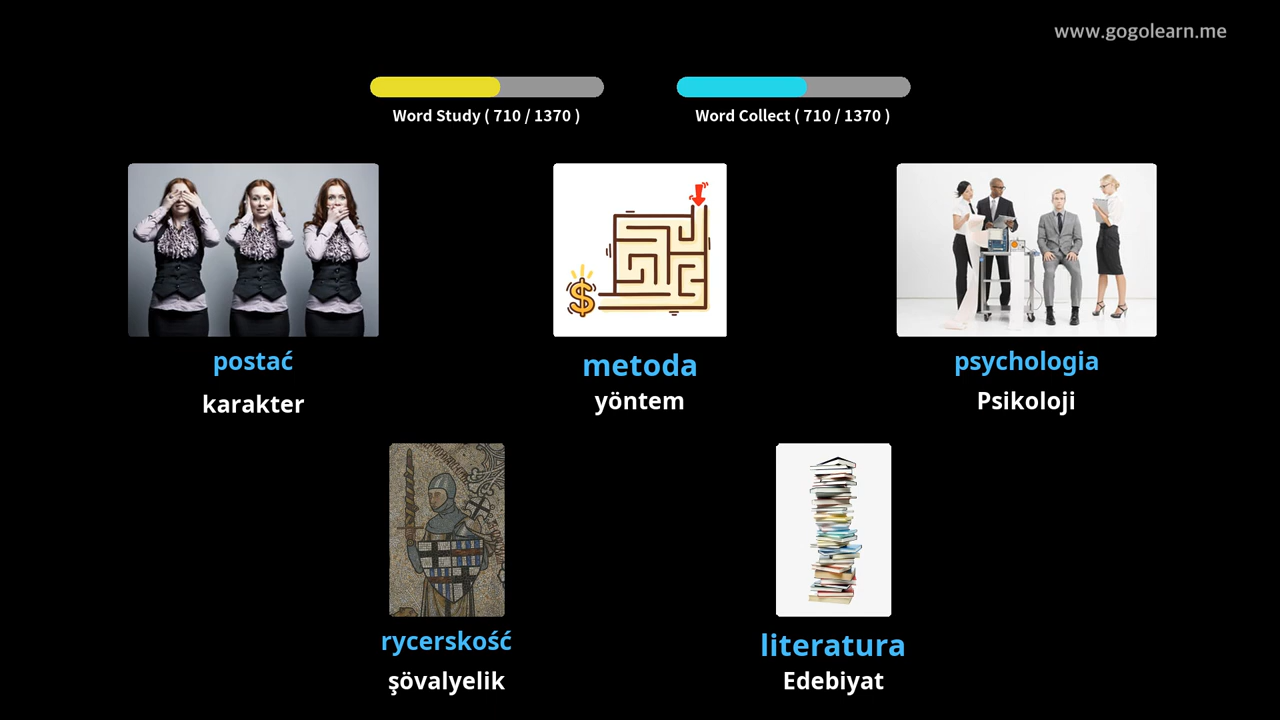 www.gogolearn.me
Word Study ( 710 / 1370 )
Word Collect ( 710 / 1370 )
postać
karakter
metoda
yöntem
psychologia
Psikoloji
rycerskość
şövalyelik
literatura
Edebiyat